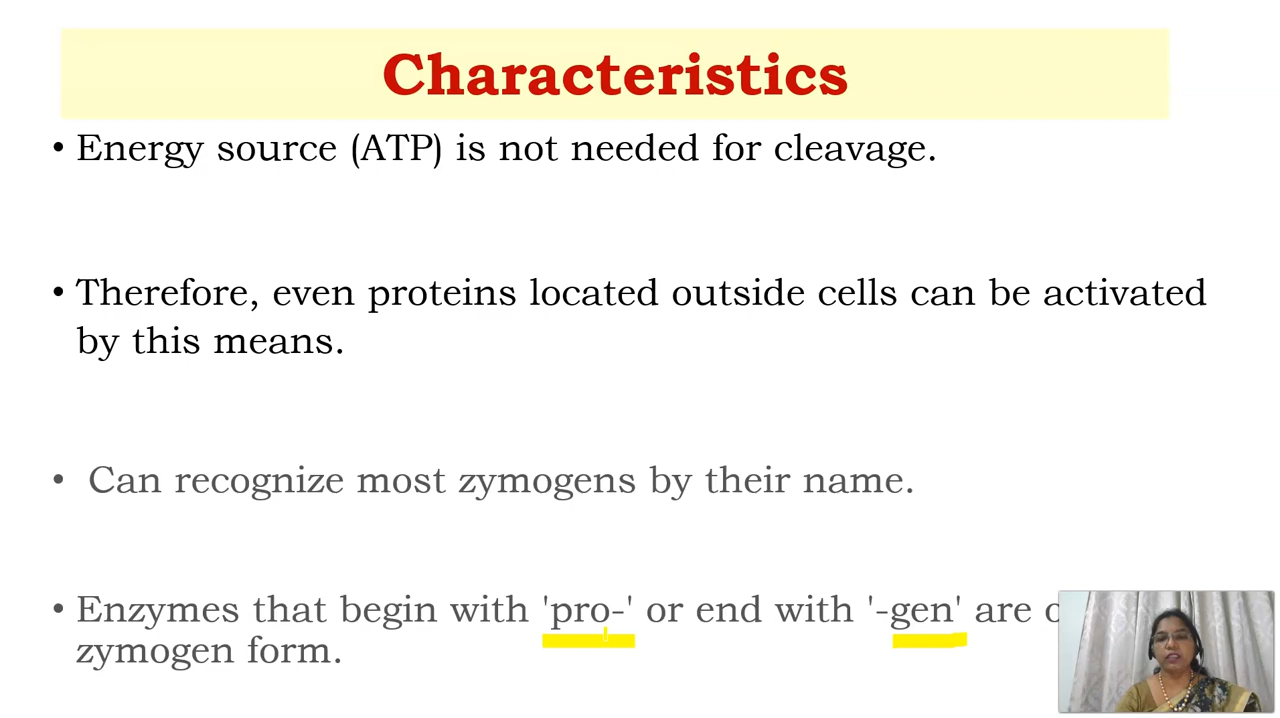 Characteristics
• Energy source (ATP) is not needed for cleavage.
• Therefore, even proteins located outside cells can be activated
by this means.
• Can recognize most zymogens by their name.
• Enzymes that begin with 'pro-' or end with '-gen' are
zymogen form.